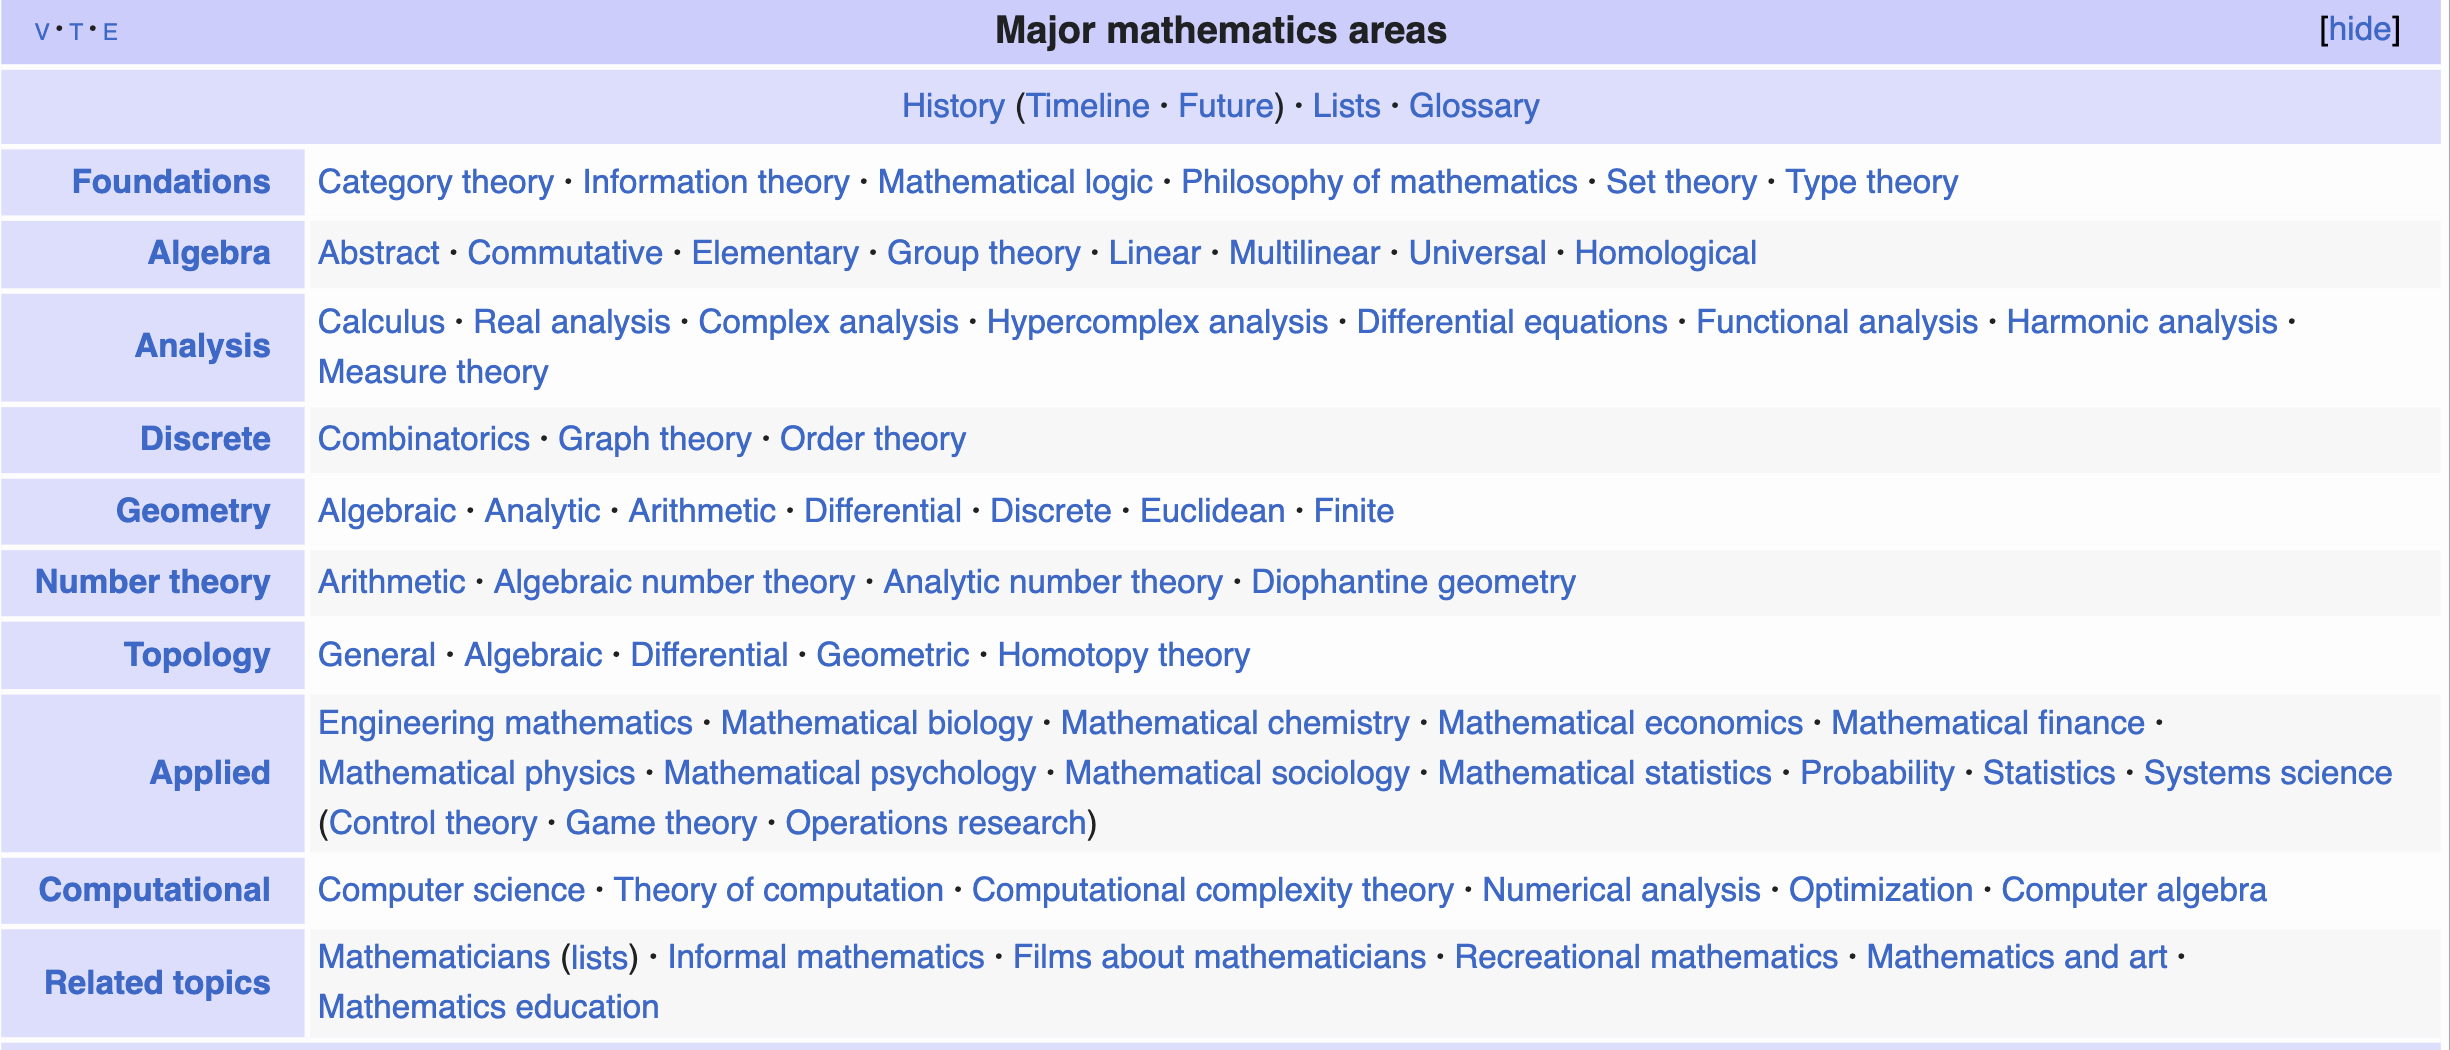 V • T • E Major mathematics areas [hide]
History (Timeline · Future) · Lists · Glossary
Foundations Category theory · Information theory · Mathematical logic · Philosophy of mathematics · Set theory · Type theory
Algebra Abstract · Commutative · Elementary · Group theory · Linear · Multilinear · Universal · Homological
Analysis Calculus · Real analysis · Complex analysis · Hypercomplex analysis · Differential equations · Functional analysis · Harmonic analysis ·
Measure theory
Discrete Combinatorics · Graph theory · Order theory
Geometry Algebraic · Analytic · Arithmetic · Differential · Discrete · Euclidean · Finite
Number theory Arithmetic · Algebraic number theory · Analytic number theory · Diophantine geometry
Topology General · Algebraic · Differential · Geometric · Homotopy theory
Applied Engineering mathematics · Mathematical biology · Mathematical chemistry · Mathematical economics · Mathematical finance ·
Mathematical physics · Mathematical psychology · Mathematical sociology · Mathematical statistics · Probability · Statistics · Systems science
(Control theory · Game theory · Operations research)
Computational Computer science · Theory of computation · Computational complexity theory · Numerical analysis · Optimization · Computer algebra
Related topics Mathematicians (lists) · Informal mathematics · Films about mathematicians · Recreational mathematics · Mathematics and art ·
Mathematics education